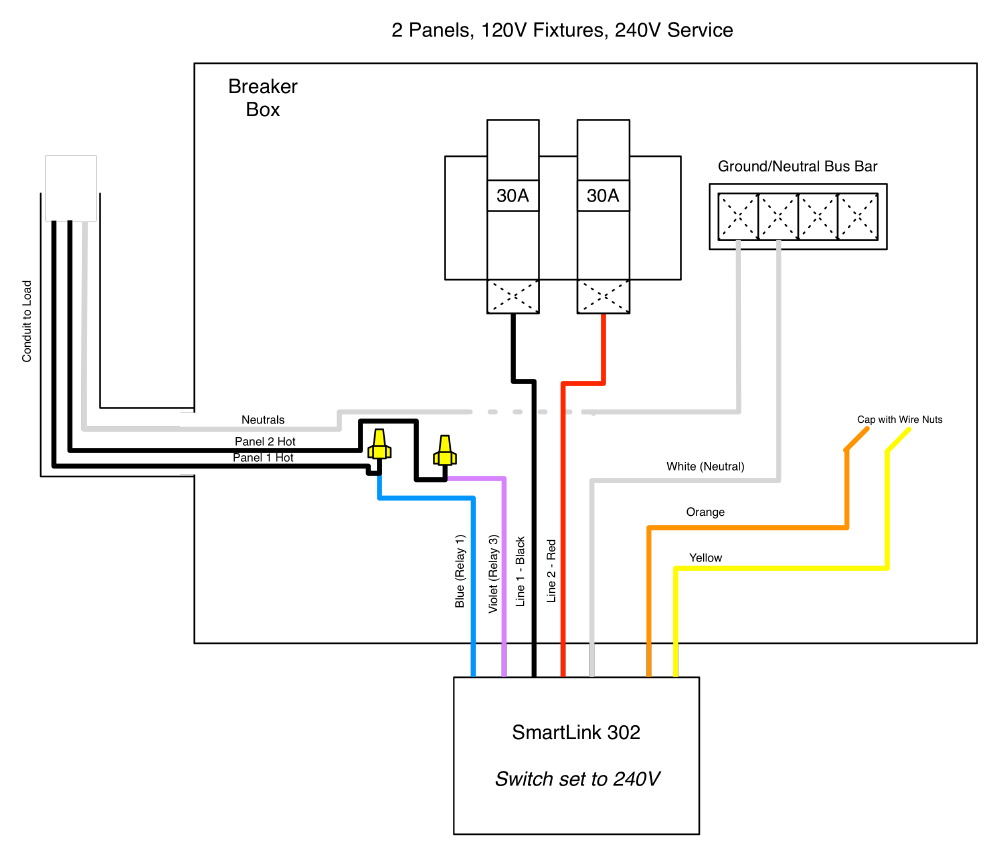 2 Panels, 120V Fixtures, 240V Service
Breaker
Box
Ground/Neutral Bus Bar
30A
30A
Conduit to Load
Neutrals
Panel 2 Hot
Panel 1 Hot
Cap with Wire Nuts
White (Neutral)
Orange
Yellow
Blue (Relay 1)
Violet (Relay 3)
Line 1 - Black
Line 2 - Red
SmartLink 302
Switch set to 240V